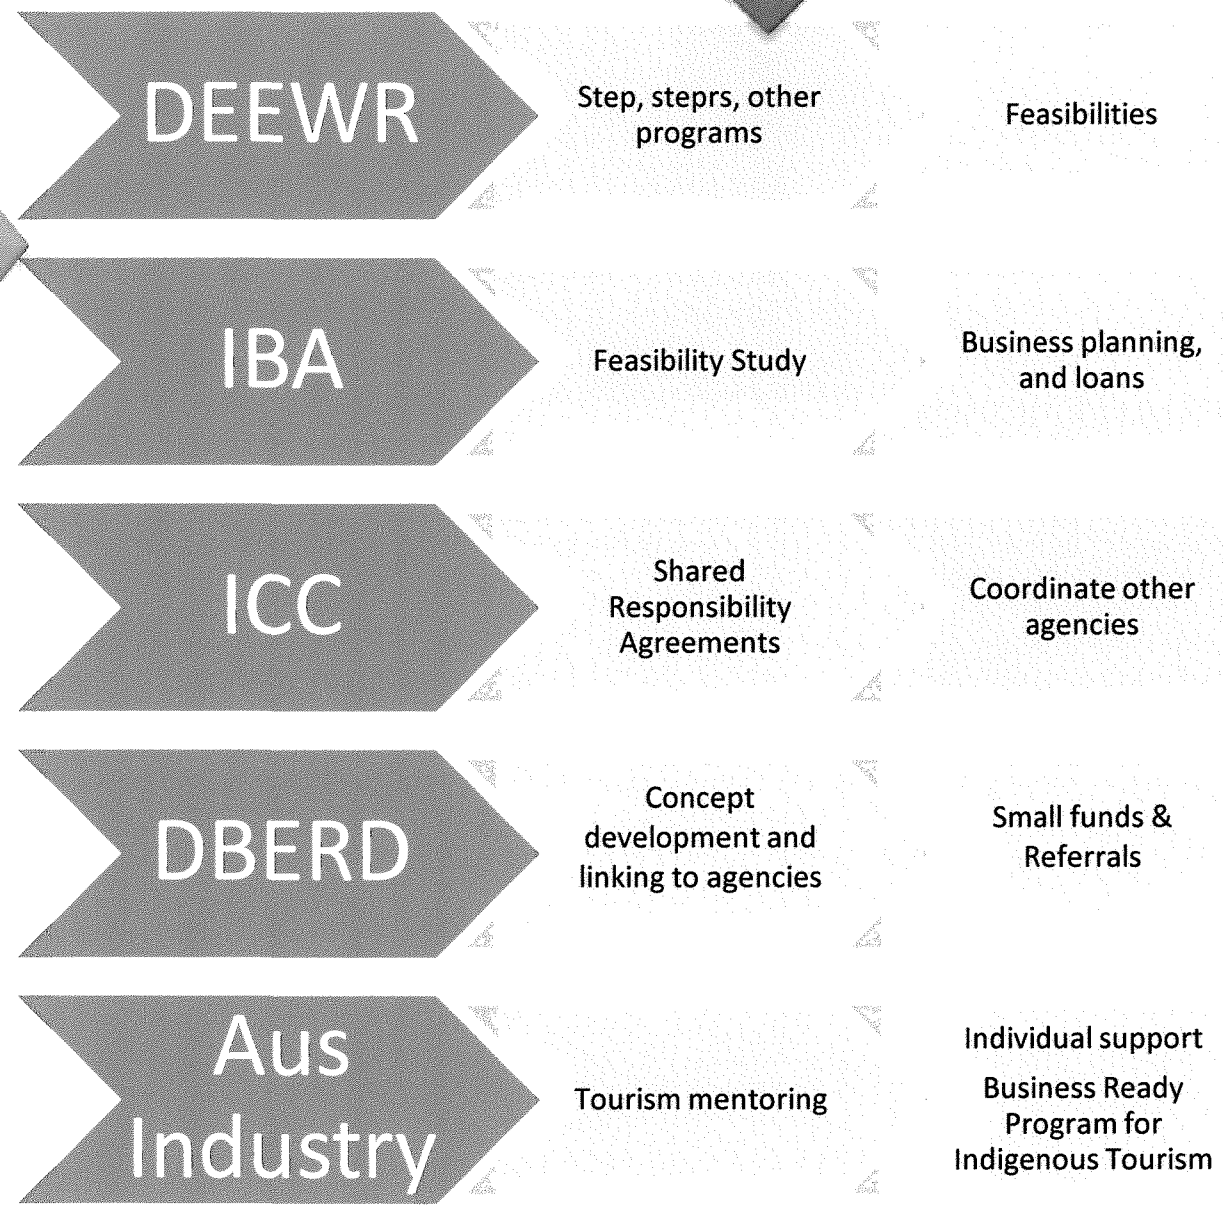 DEEWR
Step, steprs, other
programs
Feasibilities
IBA
Feasibility Study
Business planning,
and loans
ICC
Shared
Responsibility
Agreements
Coordinate other
agencies
DBERD
Concept
development and
linking to agencies
Small funds &
Referrals
Aus
Industry
Tourism mentoring
Individual support
Business Ready
Program for
Indigenous Tourism